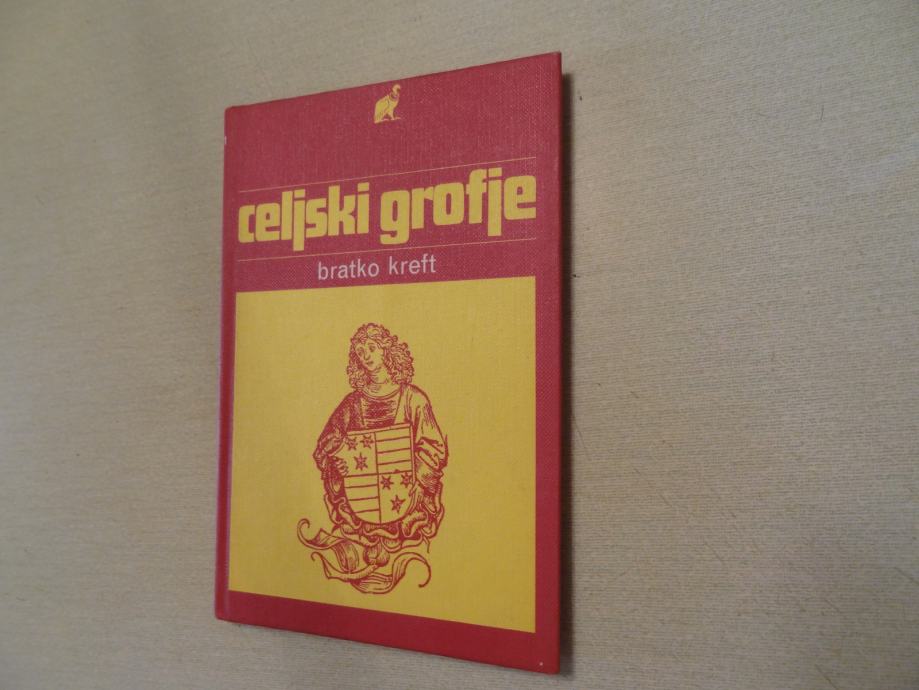 celjski grofje
bratko kreft